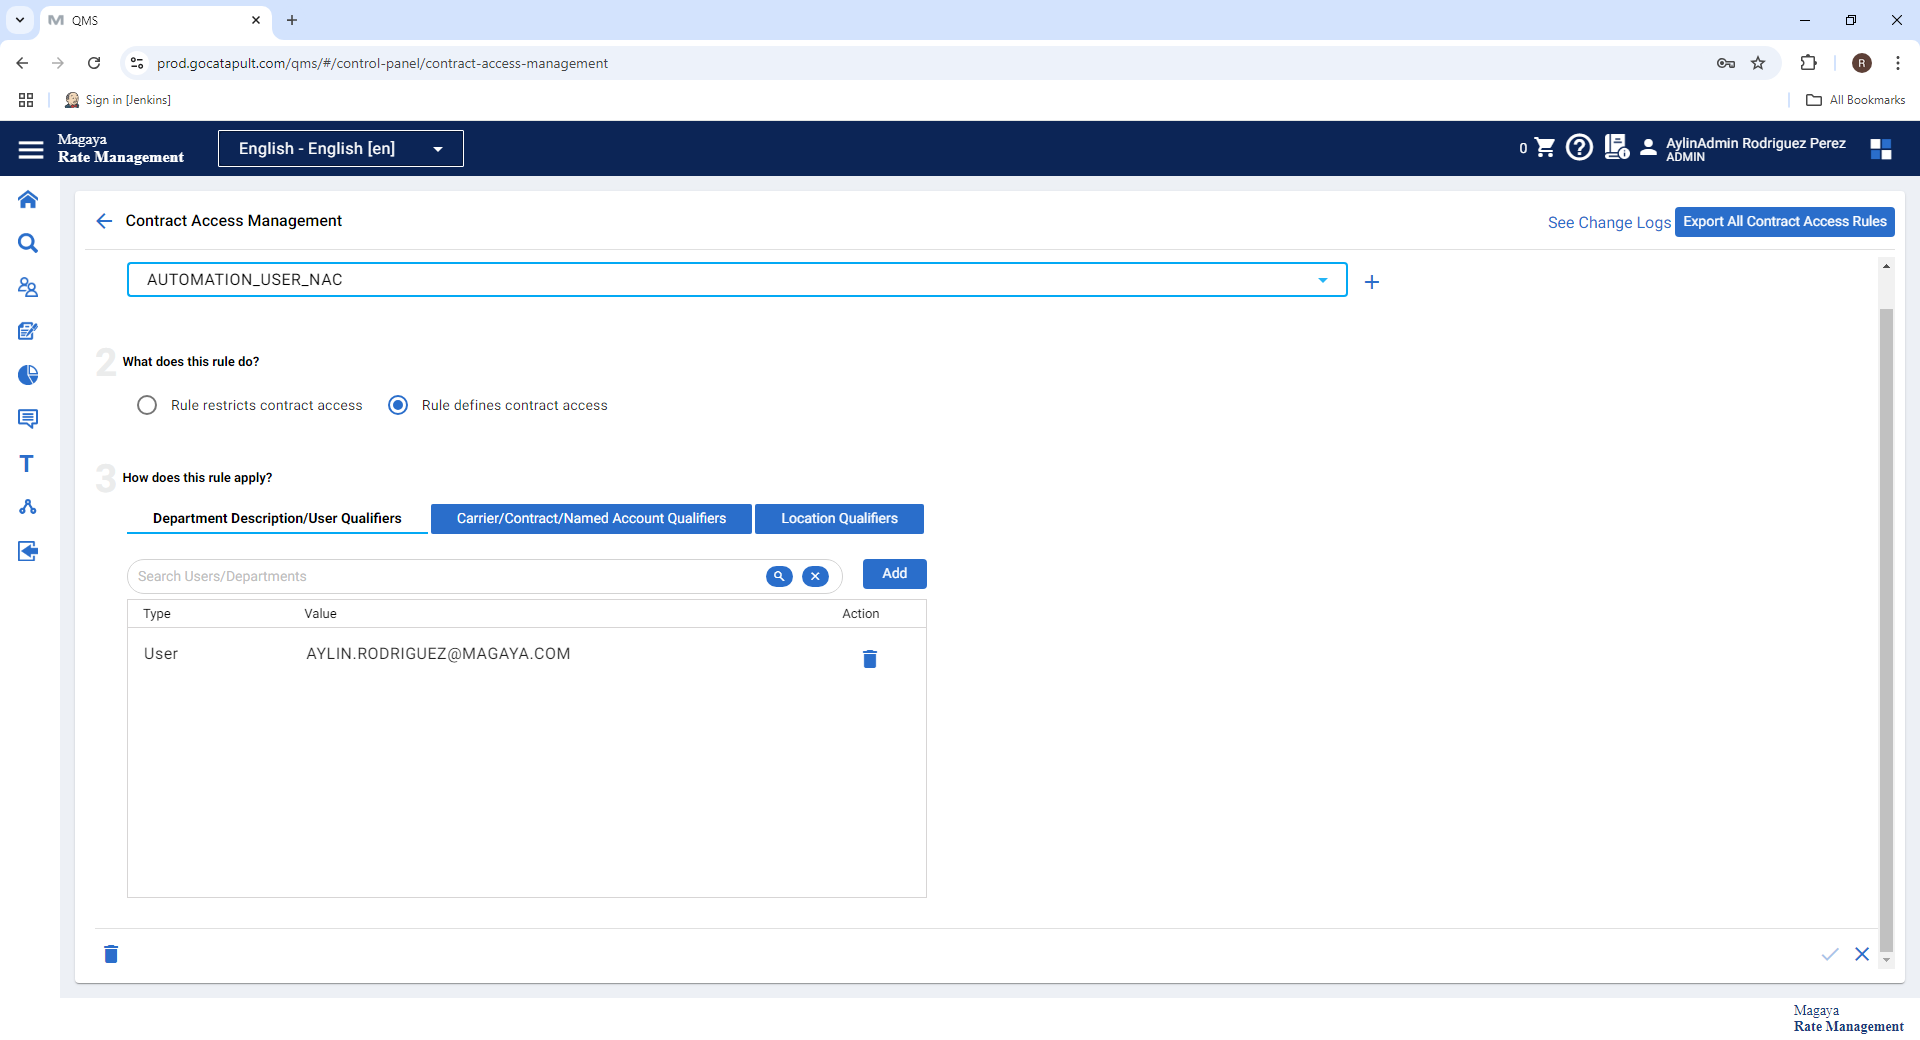 QMS
prod.gocatapult.com/qms/#/control-panel/contract-access-management
R
Sign in [Jenkins]
All Bookmarks
Magaya
Rate Management
English - English [en]
0
AylinAdmin Rodriguez Perez
ADMIN
Contract Access Management
See Change Logs
Export All Contract Access Rules
AUTOMATION_USER_NAC
2 What does this rule do?
Rule restricts contract access
Rule defines contract access
3 How does this rule apply?
Department Description/User Qualifiers
Carrier/Contract/Named Account Qualifiers
Location Qualifiers
Search Users/Departments
Add
Type Value Action
User AYLIN.RODRIGUEZ@MAGAYA.COM
Magaya
Rate Management